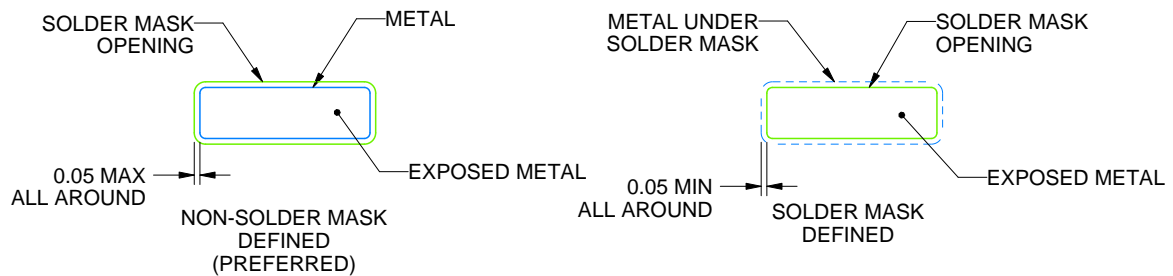 SOLDER MASK
OPENING
METAL
EXPOSED METAL
0.05 MAX
ALL AROUND
NON-SOLDER MASK
DEFINED
(PREFERRED)
METAL UNDER
SOLDER MASK
SOLDER MASK
OPENING
EXPOSED METAL
0.05 MIN
ALL AROUND
SOLDER MASK
DEFINED